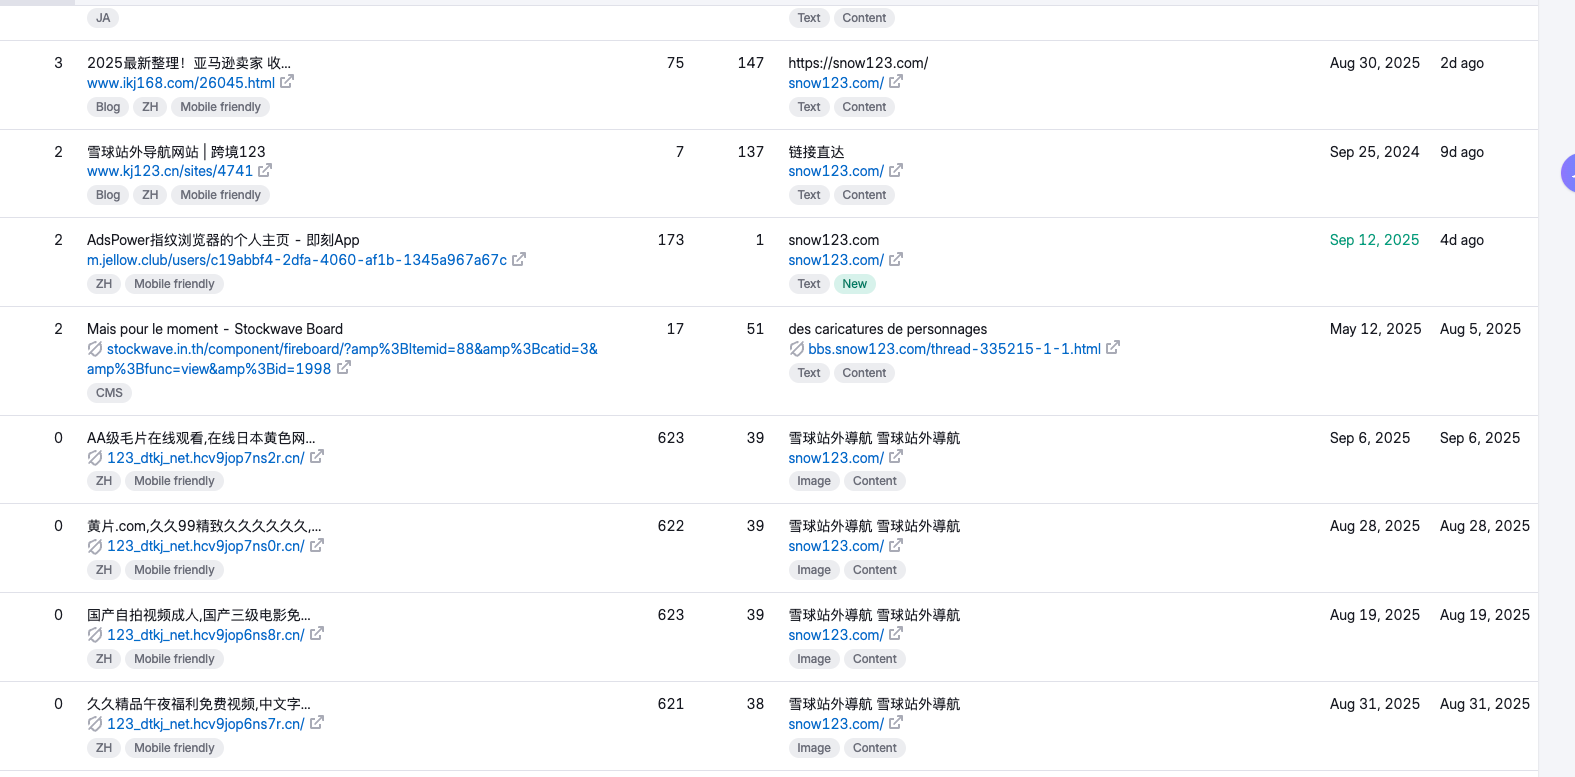 JA
Text Content
3 2025最新整理！亚马逊卖家 收... 75 147 https://snow123.com/ Aug 30, 2025 2d ago
www.ikj168.com/26045.html snow123.com/
Blog ZH Mobile friendly Text Content
2 雪球站外导航网站 | 跨境123 7 137 链接直达 Sep 25, 2024 9d ago
www.kj123.cn/sites/4741 snow123.com/
Blog ZH Mobile friendly Text Content
2 AdsPower指纹浏览器的个人主页 - 即刻App 173 1 snow123.com Sep 12, 2025 4d ago
m.jellow.club/users/c19abbf4-2dfa-4060-af1b-1345a967a67c snow123.com/
ZH Mobile friendly Text New
2 Mais pour le moment - Stockwave Board 17 51 des caricatures de personnages May 12, 2025 Aug 5, 2025
stockwave.in.th/component/fireboard/?amp%3BItemid=88&amp%3Bcatid=3& bbs.snow123.com/thread-335215-1-1.html
amp%3Bfunc=view&amp%3Bid=1998 Text Content
CMS
0 AA级毛片在线观看,在线日本黄色网... 623 39 雪球站外導航 雪球站外導航 Sep 6, 2025 Sep 6, 2025
123_dtkj_net.hcv9jop7ns2r.cn/ snow123.com/
ZH Mobile friendly Image Content
0 黄片.com,久久99精致久久久久久久,... 622 39 雪球站外導航 雪球站外導航 Aug 28, 2025 Aug 28, 2025
123_dtkj_net.hcv9jop7ns0r.cn/ snow123.com/
ZH Mobile friendly Image Content
0 国产自拍视频成人,国产三级电影免... 623 39 雪球站外導航 雪球站外導航 Aug 19, 2025 Aug 19, 2025
123_dtkj_net.hcv9jop6ns8r.cn/ snow123.com/
ZH Mobile friendly Image Content
0 久久精品午夜福利免费视频,中文字... 621 38 雪球站外導航 雪球站外導航 Aug 31, 2025 Aug 31, 2025
123_dtkj_net.hcv9jop6ns7r.cn/ snow123.com/
ZH Mobile friendly Image Content